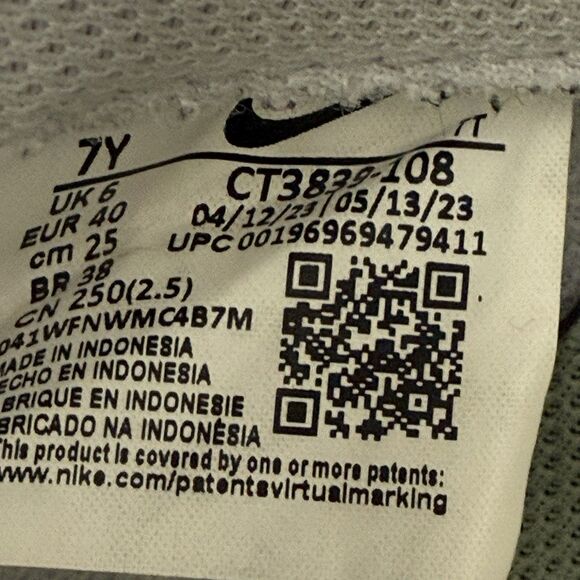 7Y
UK 6
EUR 40
cm 25
BR 38
CN 250(2.5)
041WFNWMC4B7M
MADE IN INDONESIA
HECHO EN INDONESIA
BRIQUE EN INDONESIE
BRICADO NA INDONÉSIA
This product is covered by one or more patents:
www.nike.com/patentsvirtualmarking
CT3839-108
04/12/23 05/13/23
UPC 00196969479411